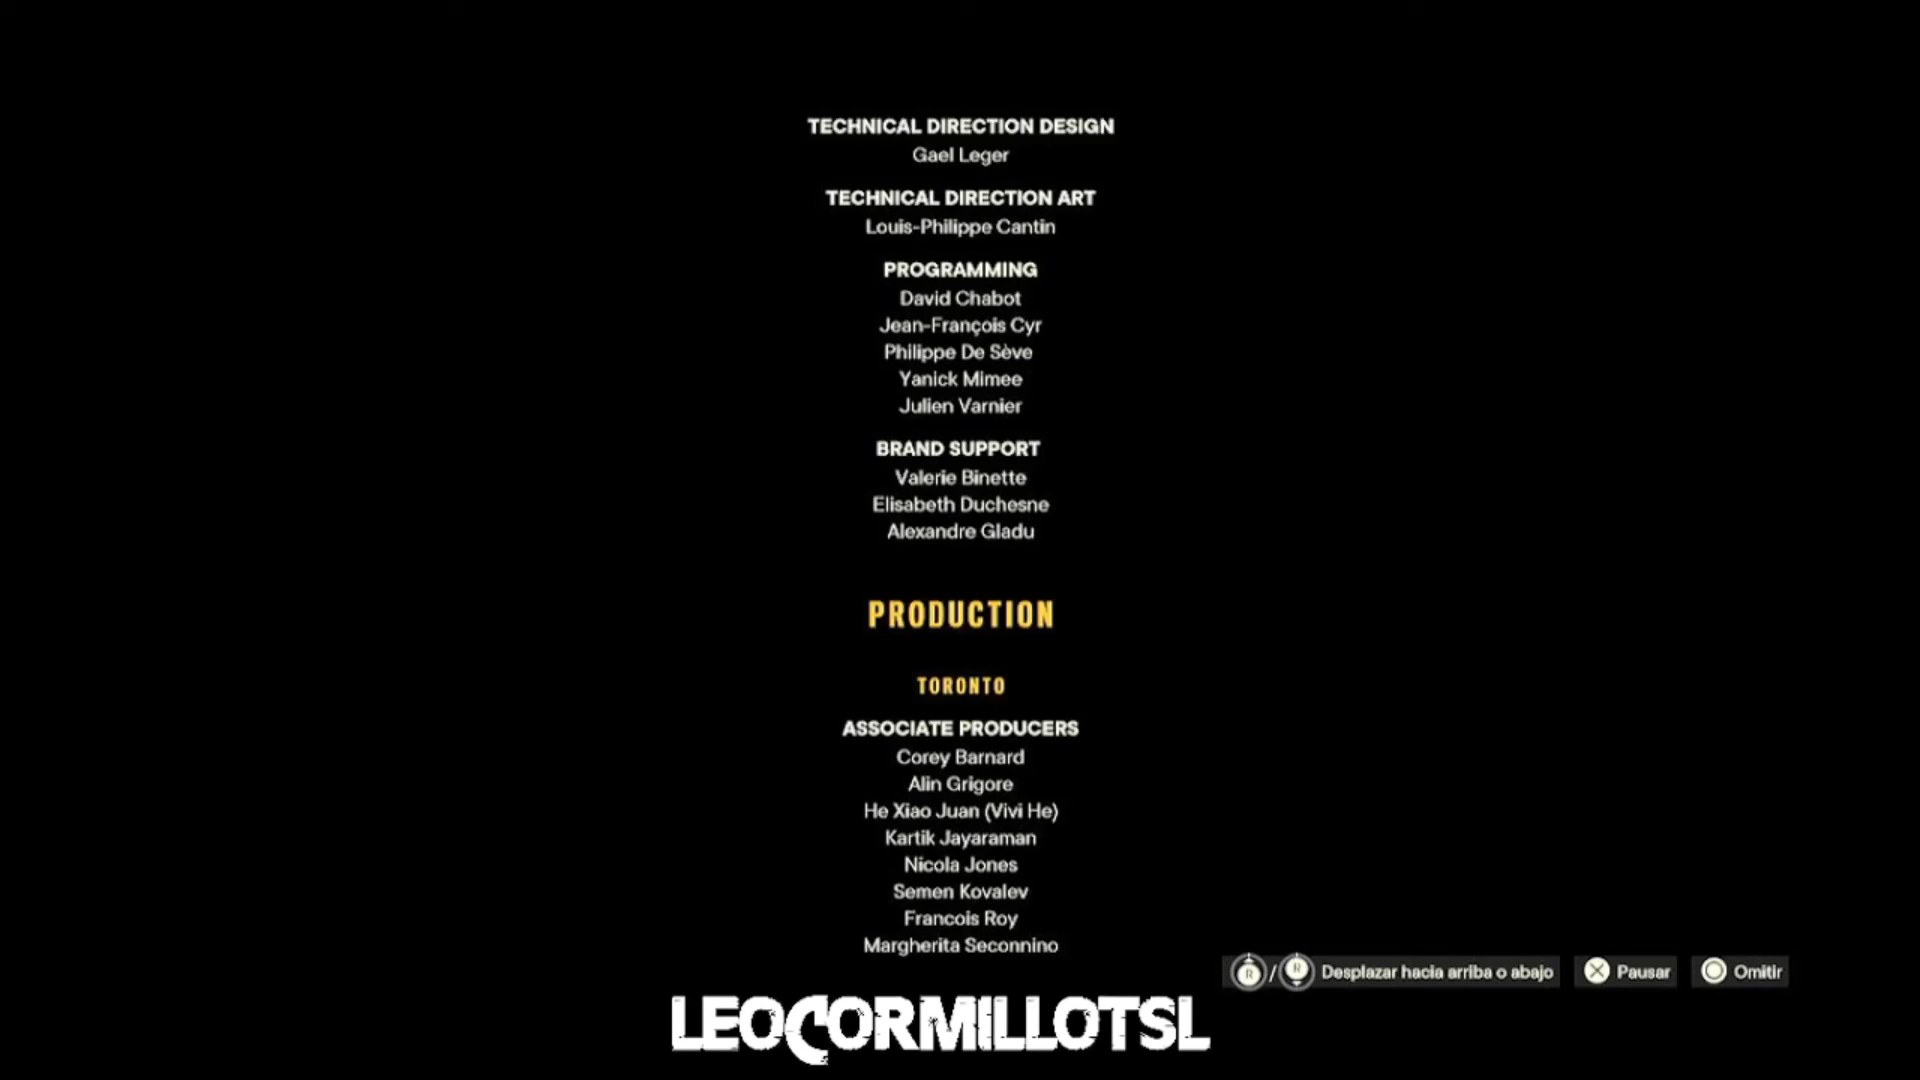 TECHNICAL DIRECTION DESIGN
Gael Leger
TECHNICAL DIRECTION ART
Louis-Philippe Cantin
PROGRAMMING
David Chabot
Jean-François Cyr
Philippe De Sève
Yanick Mimee
Julien Varnier
BRAND SUPPORT
Valerie Binette
Elisabeth Duchesne
Alexandre Gladu
PRODUCTION
TORONTO
ASSOCIATE PRODUCERS
Corey Barnard
Alin Grigore
He Xiao Juan (Vivi He)
Kartik Jayaraman
Nicola Jones
Semen Kovalev
Francois Roy
Margherita Seconnino
R / R Desplazar hacia arriba o abajo Pausar Omitir
LEOCORMILLOTSL